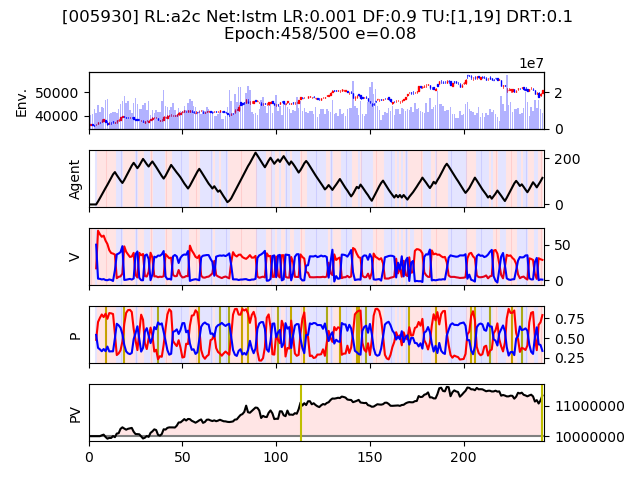 [005930] RL:a2c Net:lstm LR:0.001 DF:0.9 TU:[1,19] DRT:0.1
Epoch:458/500 e=0.08
1e7
Env.
50000
40000
2
0
Agent
200
0
V
50
0
P
0.75
0.50
0.25
PV
11000000
10000000
0 50 100 150 200